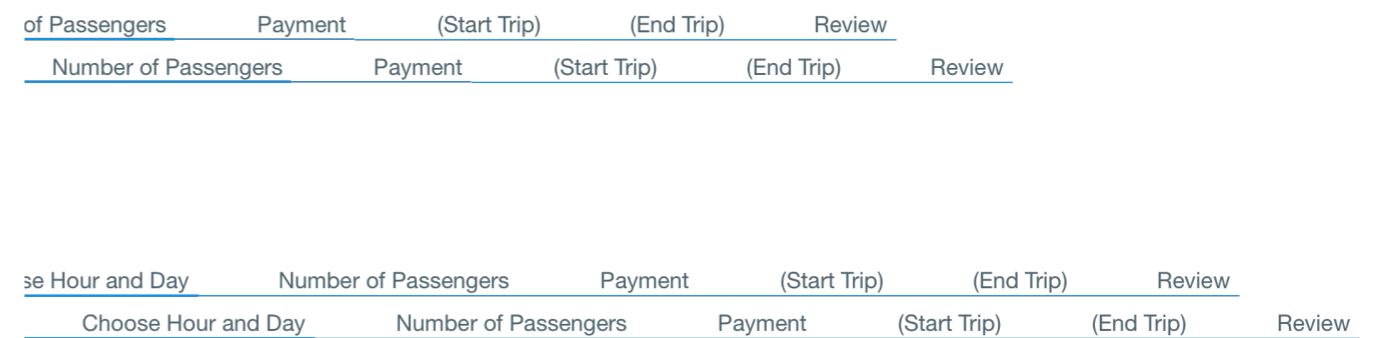 of Passengers Payment (Start Trip) (End Trip) Review
Number of Passengers Payment (Start Trip) (End Trip) Review
se Hour and Day Number of Passengers Payment (Start Trip) (End Trip) Review
Choose Hour and Day Number of Passengers Payment (Start Trip) (End Trip) Review